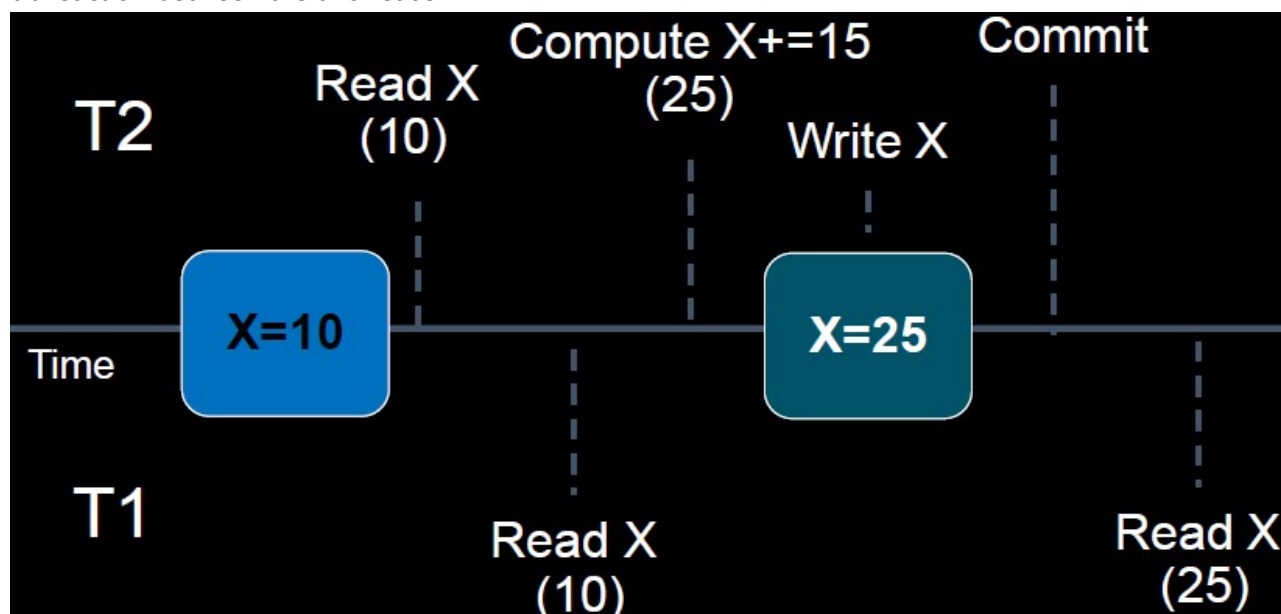 Compute X+=15
(25)
Commit
T2
Read X
(10)
Write X
X=10
X=25
Time
T1
Read X
(10)
Read X
(25)